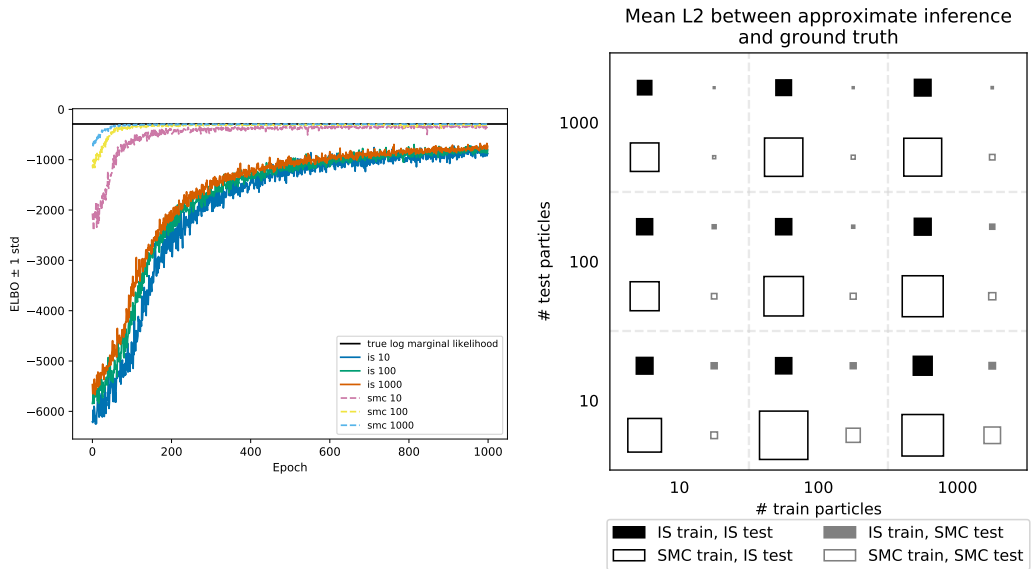 0
−1000
−2000
−3000
−4000
−5000
−6000
ELBO ± 1 std
0
200
400
600
800
1000
Epoch
true log marginal likelihood
is 10
is 100
is 1000
smc 10
smc 100
smc 1000
Mean L2 between approximate inference
and ground truth
1000
100
10
# test particles
10
100
1000
# train particles
IS train, IS test
IS train, SMC test
SMC train, IS test
SMC train, SMC test